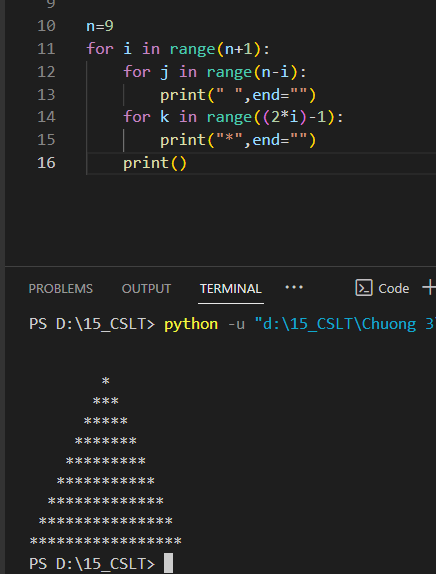 9
10 n=9
11 for i in range(n+1):
12     for j in range(n-i):
13         print(" ",end="")
14     for k in range((2*i)-1):
15         print("*",end="")
16     print()
PROBLEMS OUTPUT TERMINAL ··· Code +
PS D:\15_CSLT> python -u "d:\15_CSLT\Chuong 3\
        *
       ***
      *****
     *******
    *********
   ***********
  *************
 ***************
*****************
PS D:\15_CSLT>